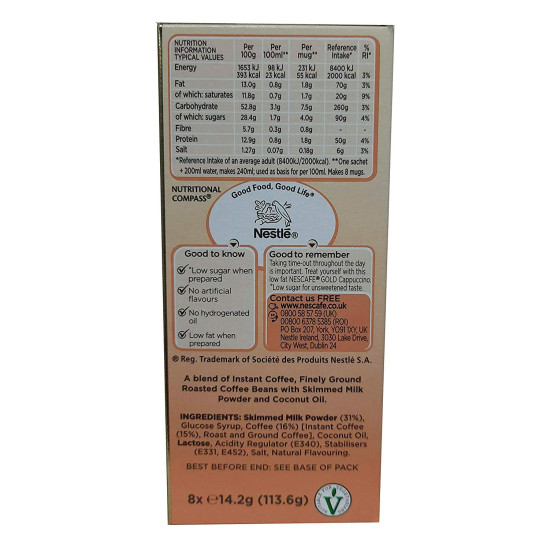 NUTRITION INFORMATION TYPICAL VALUES Per 100g Per 100ml** Per mug** Reference Intake* % RI*
Energy 1653 kJ 393 kcal 98 kJ 23 kcal 231 kJ 55 kcal 8400 kJ 2000 kcal 3%
Fat 13.0g 0.8g 1.8g 70g 3%
of which: saturates 11.8g 0.7g 1.7g 20g 9%
Carbohydrate 52.8g 3.1g 7.5g 260g 3%
of which: sugars 28.4g 1.7g 4.0g 90g 4%
Fibre 5.7g 0.3g 0.8g - -
Protein 12.9g 0.8g 1.8g 50g 4%
Salt 1.27g 0.07g 0.18g 6g 3%
*Reference Intake of an average adult (8400kJ/2000kcal). **One sachet
+ 200ml water, makes 240ml; used as basis for per 100ml. Makes 8 mugs.
NUTRITIONAL
COMPASS®
Good Food, Good Life®
Nestlé®
Good to know
*Low sugar when
prepared
No artificial
flavours
No hydrogenated
oil
Low fat when
prepared
Good to remember
Taking time-out throughout the day
is important. Treat yourself with this
low fat NESCAFÉ® GOLD Cappuccino.
*Low sugar for unsweetened taste.
Contact us FREE
www.nescafe.co.uk
0800 58 57 59 (UK)
00800 6378 5385 (ROI)
PO Box 207, York, YO91 1XY, UK
Nestle Ireland, 3030 Lake Drive,
City West, Dublin 24
® Reg. Trademark of Société des Produits Nestlé S.A.
A blend of Instant Coffee, Finely Ground
Roasted Coffee Beans with Skimmed Milk
Powder and Coconut Oil.
INGREDIENTS: Skimmed Milk Powder (31%),
Glucose Syrup, Coffee (16%) [Instant Coffee
(15%), Roast and Ground Coffee], Coconut Oil,
Lactose, Acidity Regulator (E340), Stabilisers
(E331, E452), Salt, Natural Flavouring.
BEST BEFORE END: SEE BASE OF PACK
8x ℮14.2g (113.6g)
SUITABLE FOR VEGETARIANS
V